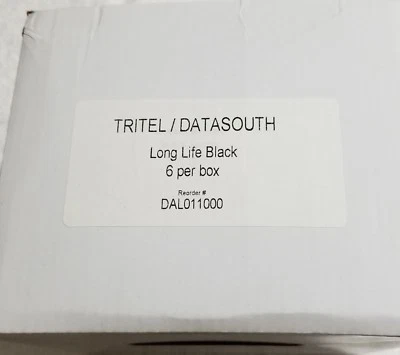 TRITEL / DATASOUTH
Long Life Black
6 per box
Reorder #
DAL011000